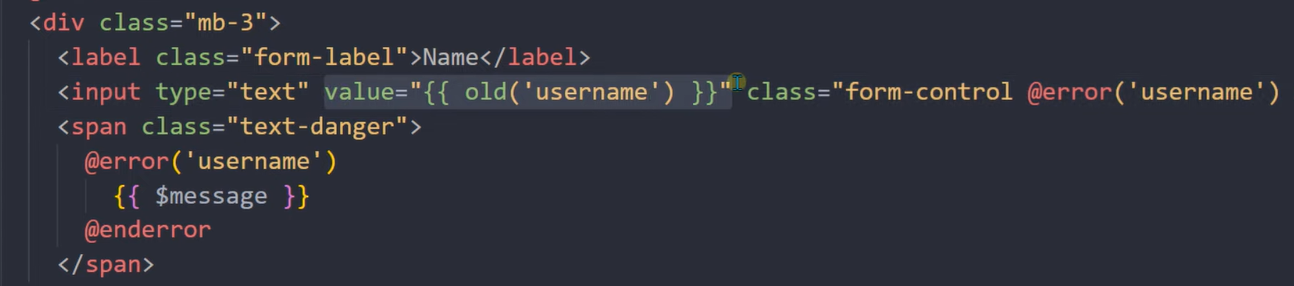 <div class="mb-3">
<label class="form-label">Name</label>
<input type="text" value="{{ old('username') }}" class="form-control @error('username')
<span class="text-danger">
@error('username')
{{ $message }}
@enderror
</span>